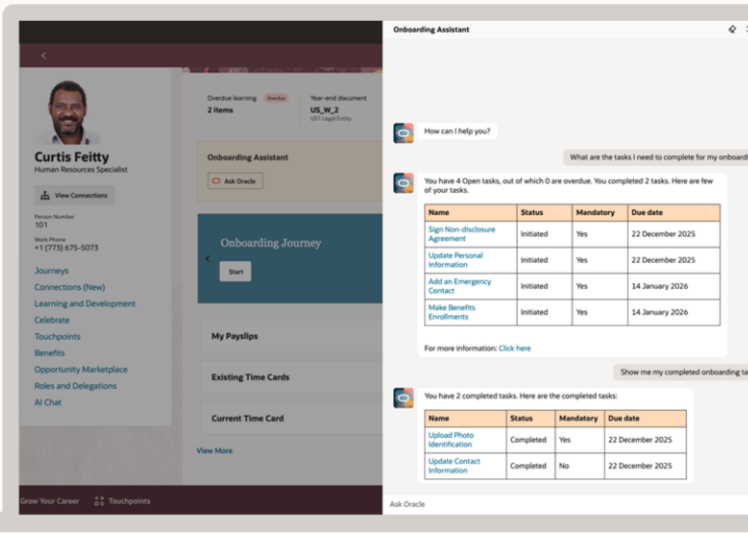 Onboarding Assistant
Curtis Feitty
Human Resources Specialist
View Connections
Person Number
101
Work Phone
+1 (773) 675-5073
Journeys
Connections (New)
Learning and Development
Celebrate
Touchpoints
Benefits
Opportunity Marketplace
Roles and Delegations
AI Chat
Overdue learning Overdue
2 items
Year-end document
US_W_2
US1 Legal Entity
Onboarding Assistant
Ask Oracle
Onboarding Journey
Start
My Payslips
Existing Time Cards
Current Time Card
View More
Grow Your Career Touchpoints
How can I help you?
What are the tasks I need to complete for my onboardi
You have 4 Open tasks, out of which 0 are overdue. You completed 2 tasks. Here are few
of your tasks.
Name Status Mandatory Due date
Sign Non-disclosure
Agreement Initiated Yes 22 December 2025
Update Personal
Information Initiated Yes 22 December 2025
Add an Emergency
Contact Initiated Yes 14 January 2026
Make Benefits
Enrollments Initiated Yes 14 January 2026
For more information: Click here
Show me my completed onboarding ta
You have 2 completed tasks. Here are the completed tasks:
Name Status Mandatory Due date
Upload Photo
Identification Completed Yes 22 December 2025
Update Contact
Information Completed No 22 December 2025
Ask Oracle